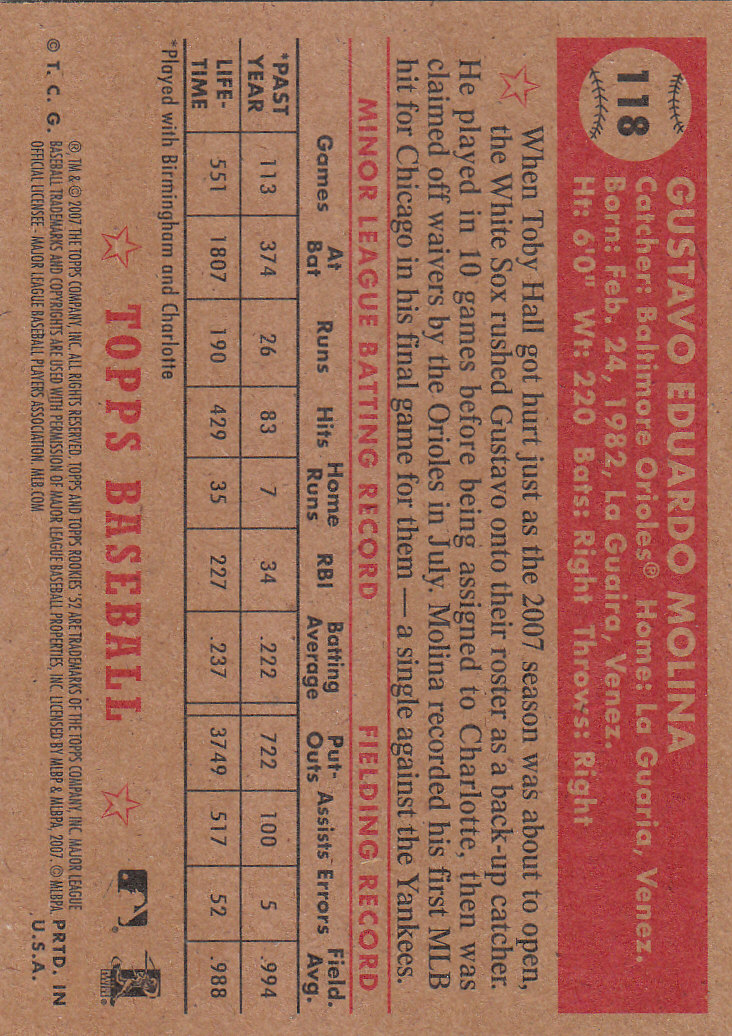 118
GUSTAVO EDUARDO MOLINA
Catcher: Baltimore Orioles® Home: La Guaria, Venez.
Born: Feb. 24, 1982, La Guaira, Venez.
Ht: 6'0" Wt: 220 Bats: Right Throws: Right
When Toby Hall got hurt just as the 2007 season was about to open,
the White Sox rushed Gustavo onto their roster as a back-up catcher.
He played in 10 games before being assigned to Charlotte, then was
claimed off waivers by the Orioles in July. Molina recorded his first MLB
hit for Chicago in his final game for them — a single against the Yankees.
MINOR LEAGUE BATTING RECORD FIELDING RECORD
Games At Bat Runs Hits Home Runs RBI Batting Average Put-Outs Assists Errors Field. Avg.
*PAST YEAR 113 374 26 83 7 34 .222 722 100 5 .994
LIFE-TIME 551 1807 190 429 35 227 .237 3749 517 52 .988
*Played with Birmingham and Charlotte
TOPPS BASEBALL
® TM & © 2007 THE TOPPS COMPANY, INC. ALL RIGHTS RESERVED. TOPPS AND TOPPS ROOKIES '52 ARE TRADEMARKS OF THE TOPPS COMPANY, INC. MAJOR LEAGUE
BASEBALL TRADEMARKS AND COPYRIGHTS ARE USED WITH PERMISSION OF MAJOR LEAGUE BASEBALL PROPERTIES, INC. LICENSED BY MLBP & MLBPA, 2007. © MLBPA,
OFFICIAL LICENSEE- MAJOR LEAGUE BASEBALL PLAYERS ASSOCIATION. MLB.COM
© T. C. G.
PRTD. IN
U.S.A.